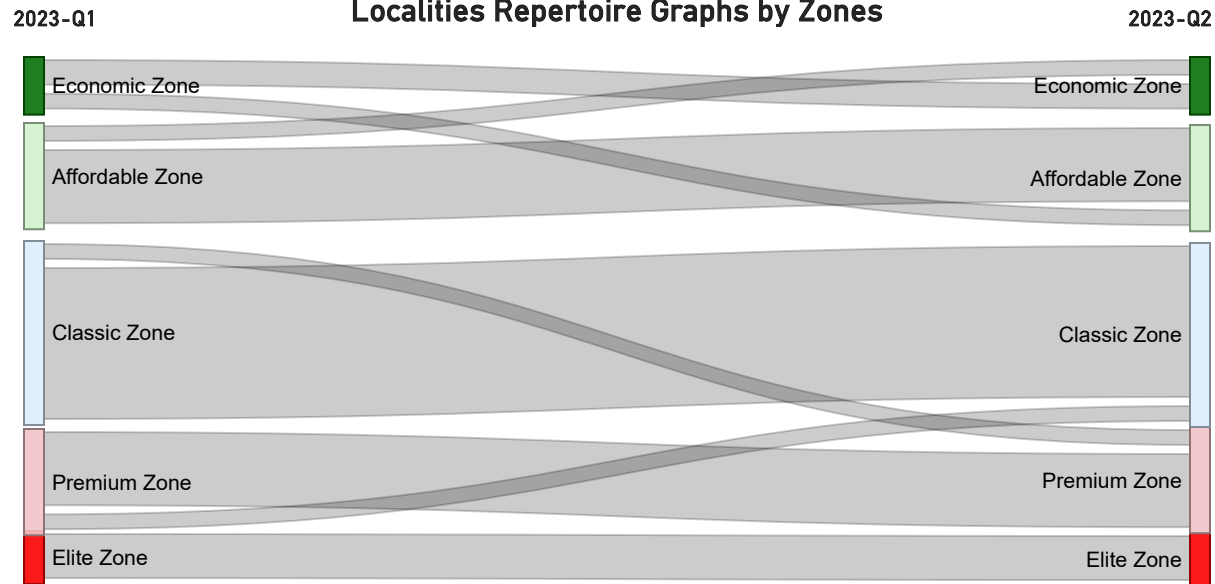 Localities Repertoire Graphs by Zones
2023-Q1
2023-Q2
Economic Zone
Economic Zone
Affordable Zone
Affordable Zone
Classic Zone
Classic Zone
Premium Zone
Premium Zone
Elite Zone
Elite Zone